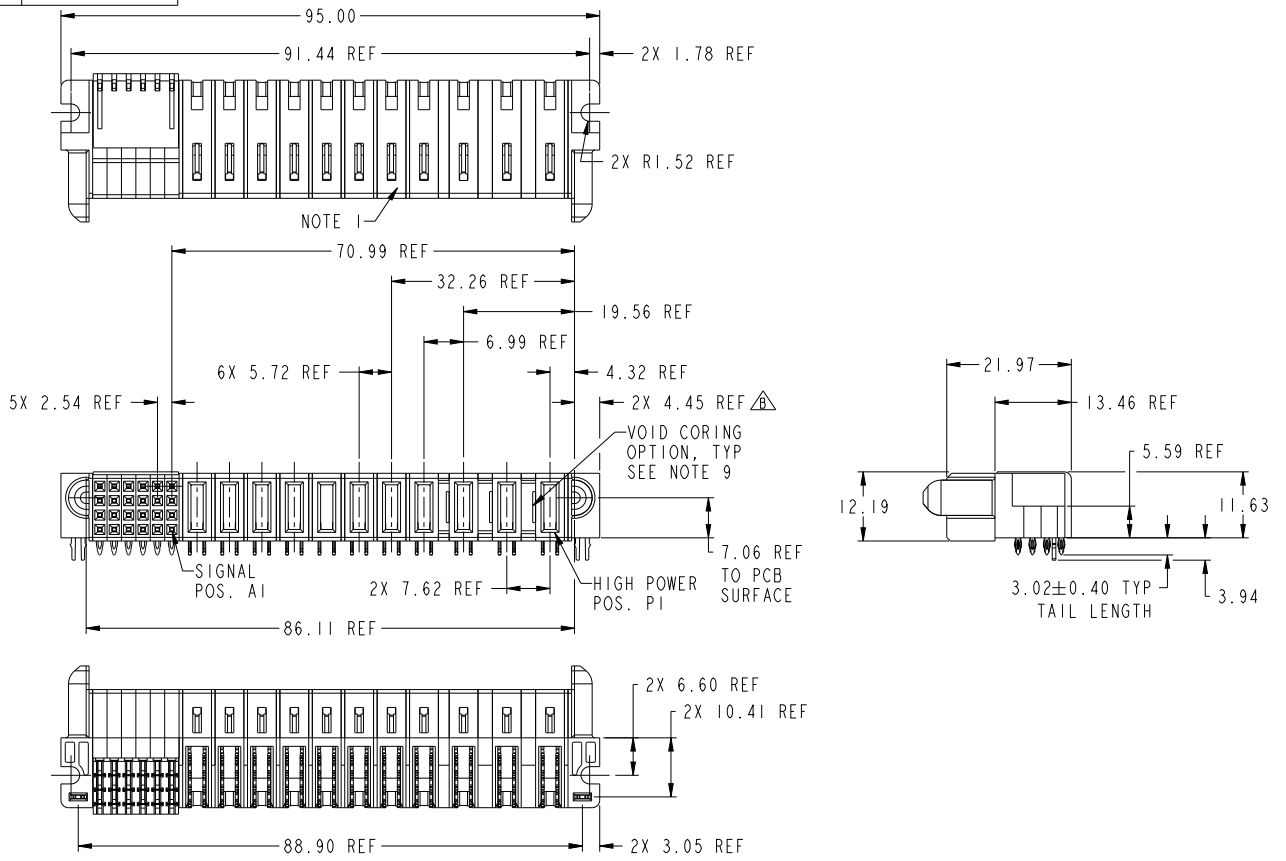 95.00
91.44 REF
2X 1.78 REF
2X R1.52 REF
NOTE 1
70.99 REF
32.26 REF
19.56 REF
6.99 REF
6X 5.72 REF
4.32 REF
5X 2.54 REF
2X 4.45 REF B
VOID CORING
OPTION, TYP
SEE NOTE 9
21.97
13.46 REF
5.59 REF
12.19
11.63
7.06 REF
TO PCB
SURFACE
SIGNAL
POS. A1
2X 7.62 REF
HIGH POWER
POS. P1
3.02±0.40 TYP
TAIL LENGTH
3.94
86.11 REF
2X 6.60 REF
2X 10.41 REF
88.90 REF
2X 3.05 REF